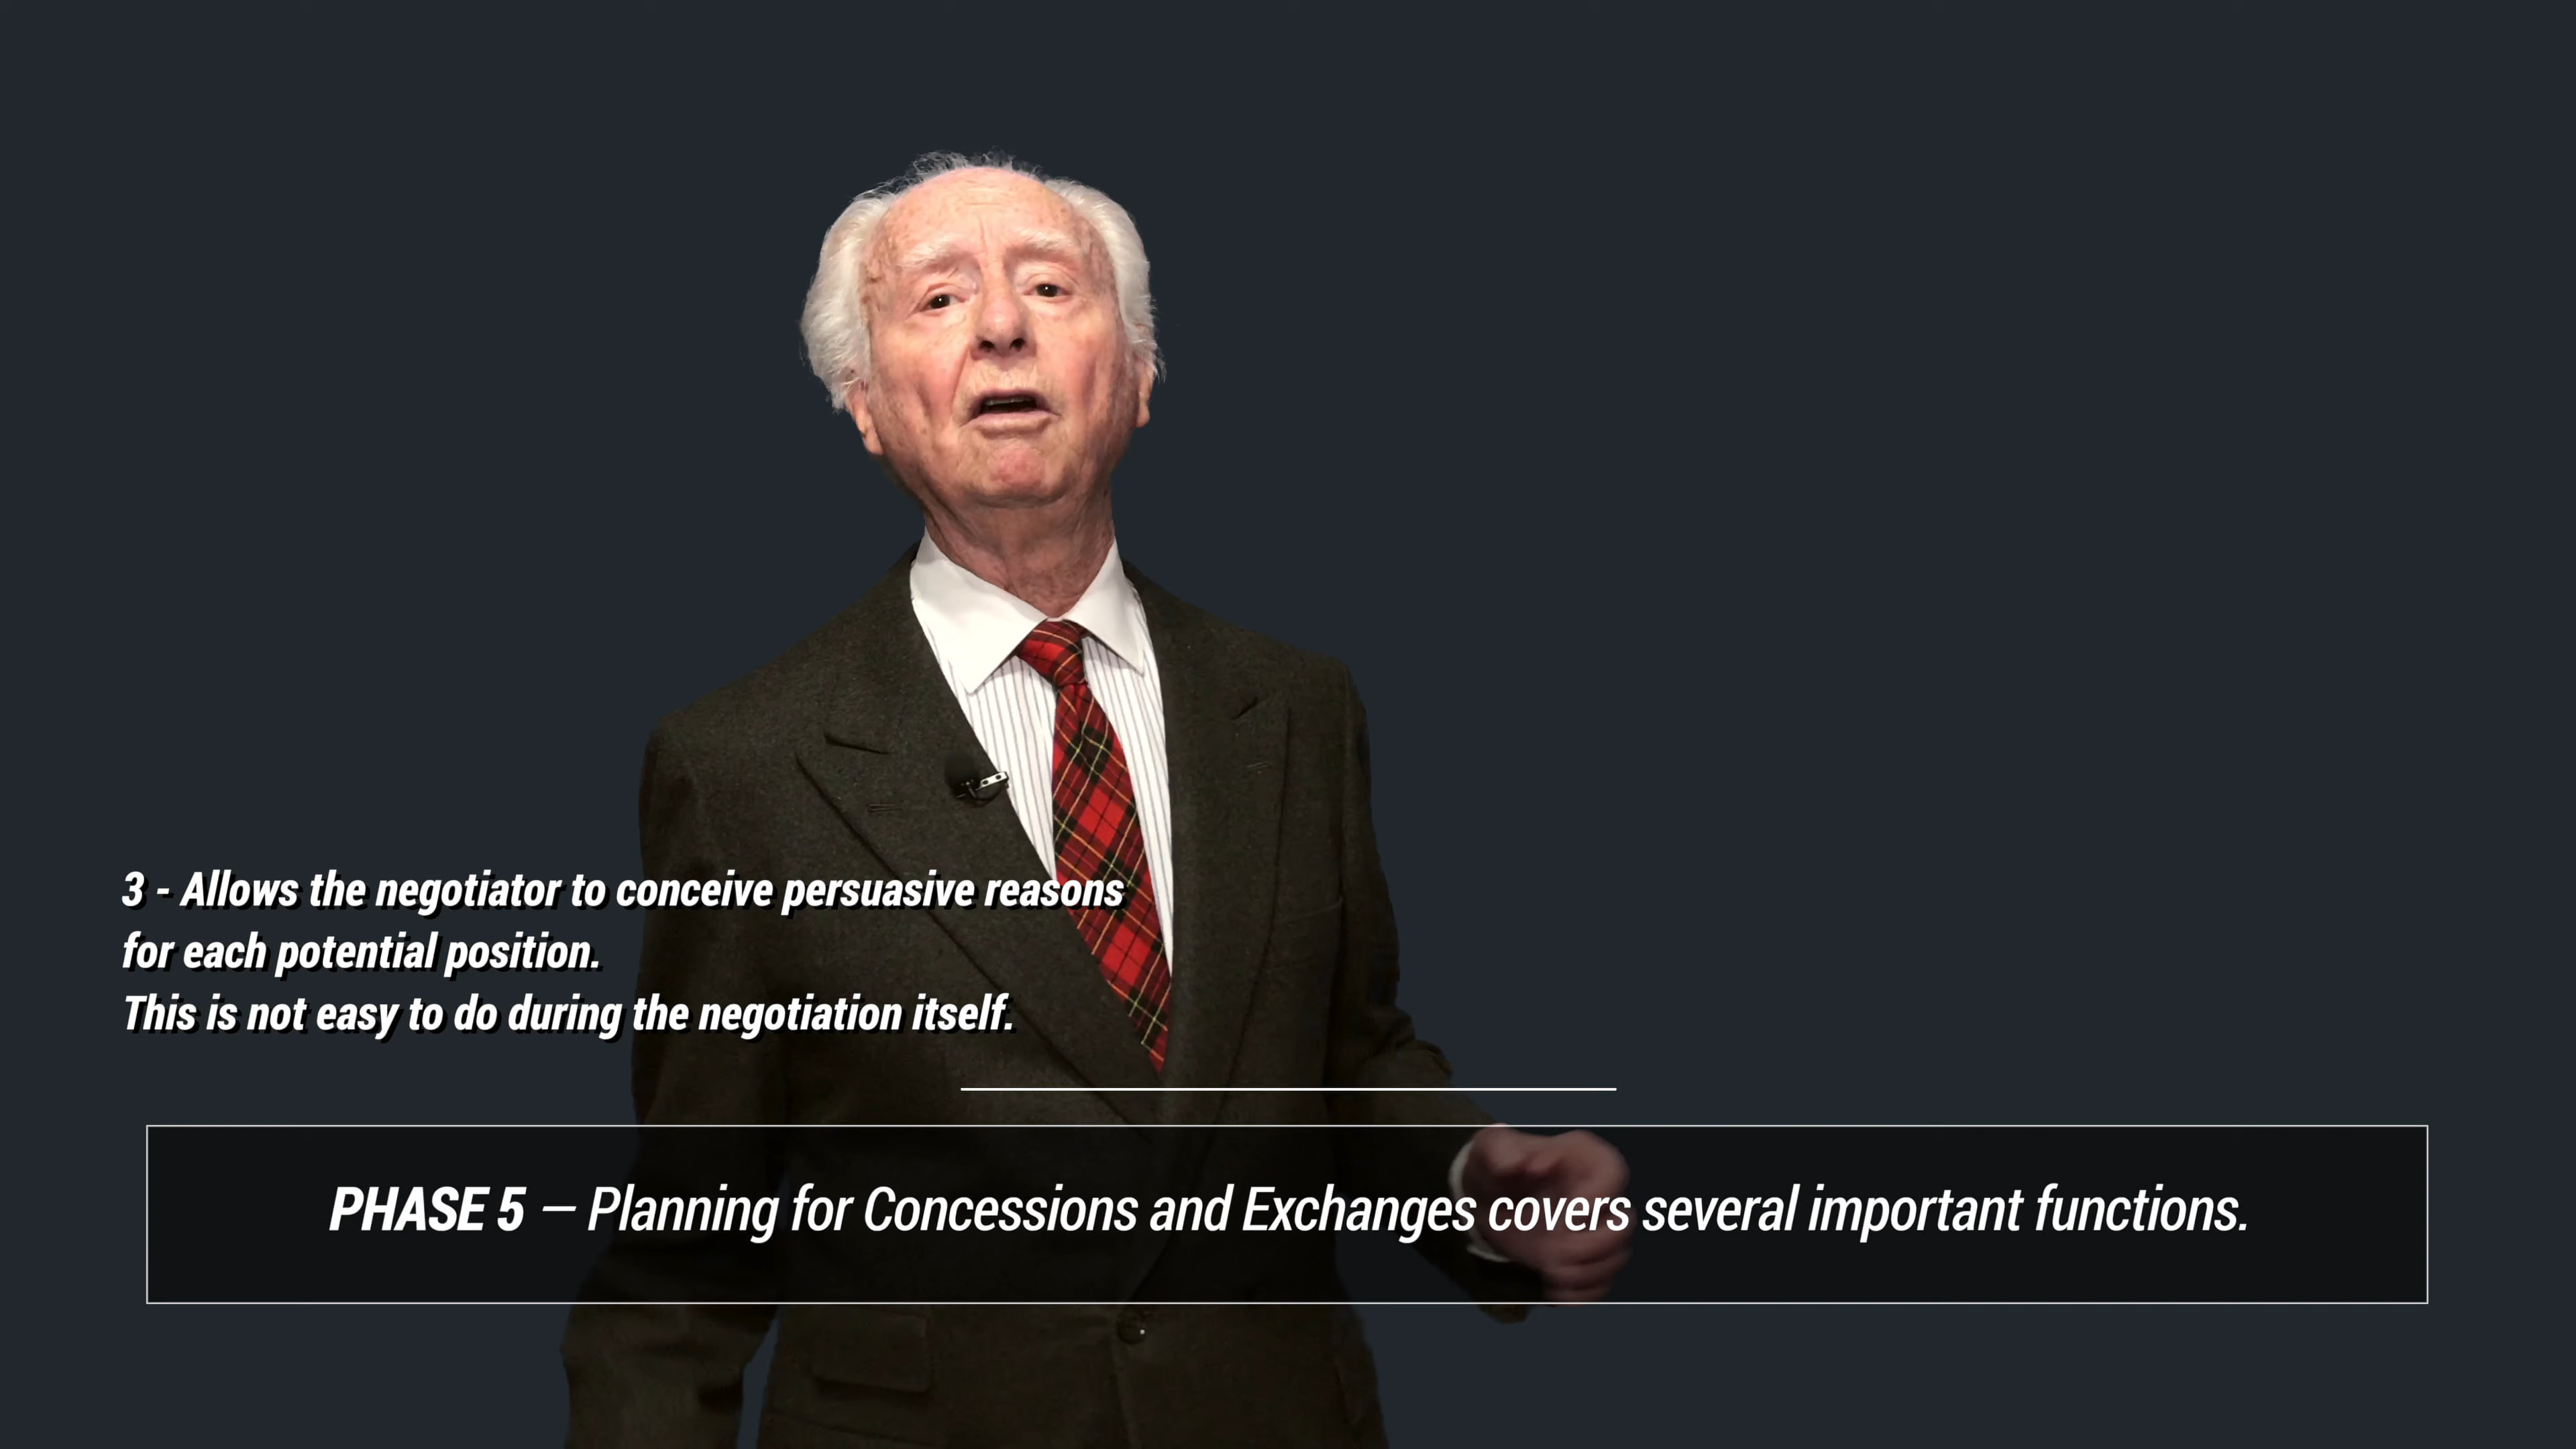 3 - Allows the negotiator to conceive persuasive reasons
for each potential position.
This is not easy to do during the negotiation itself.
PHASE 5 — Planning for Concessions and Exchanges covers several important functions.